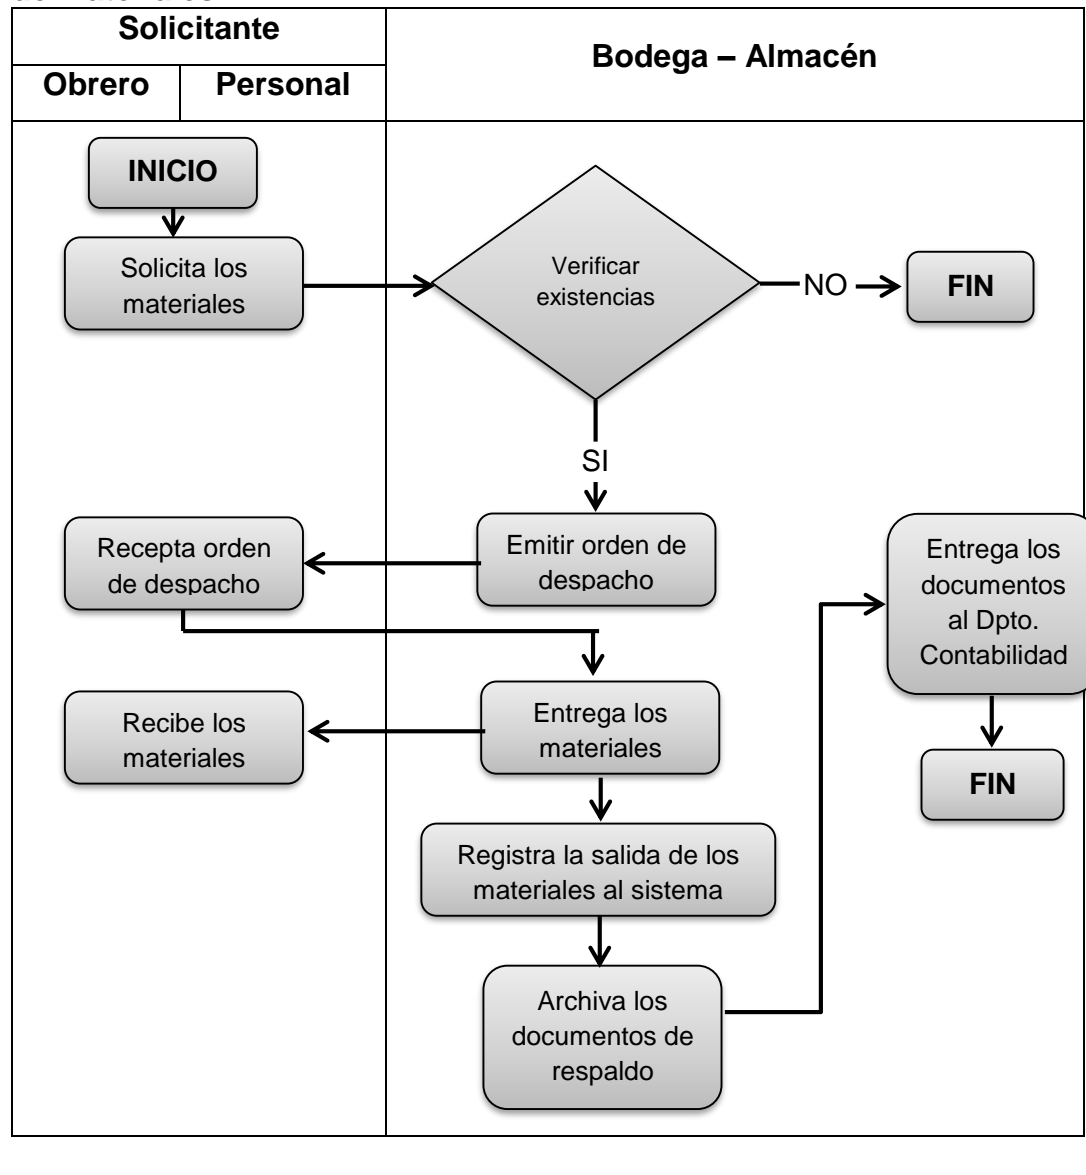 Solicitante
Bodega – Almacén
Obrero
Personal
INICIO
Solicita los
materiales
Verificar
existencias
NO
FIN
SI
Recepta orden
de despacho
Emitir orden de
despacho
Entrega los
documentos
al Dpto.
Contabilidad
Recibe los
materiales
Entrega los
materiales
FIN
Registra la salida de los
materiales al sistema
Archiva los
documentos de
respaldo